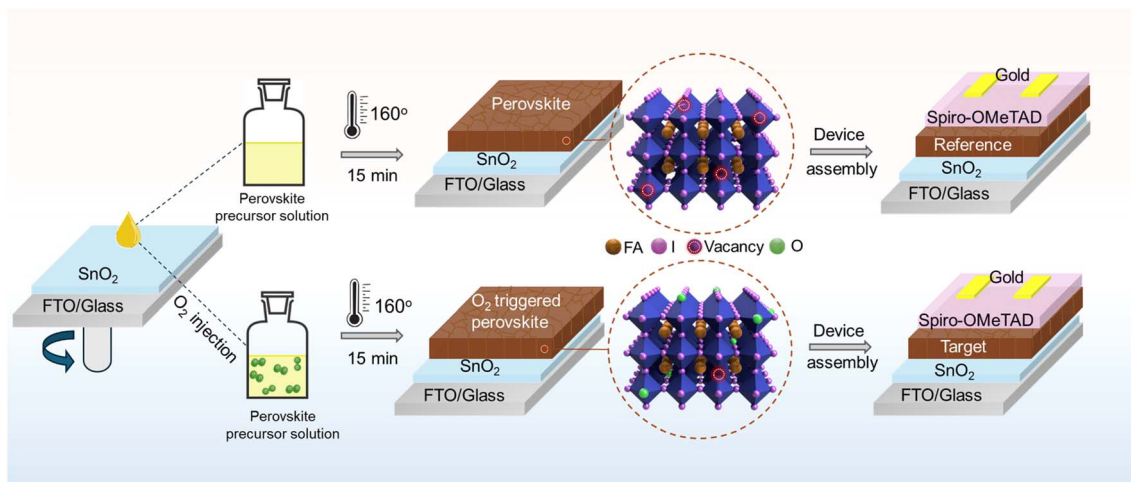 Perovskite
precursor solution
160°
15 min
Perovskite
SnO₂
FTO/Glass
Device
assembly
Gold
Spiro-OMeTAD
Reference
SnO₂
FTO/Glass
SnO₂
FTO/Glass
FA I Vacancy O
O₂ injection
Perovskite
precursor solution
160°
15 min
O₂ triggered
perovskite
SnO₂
FTO/Glass
Device
assembly
Gold
Spiro-OMeTAD
Target
SnO₂
FTO/Glass